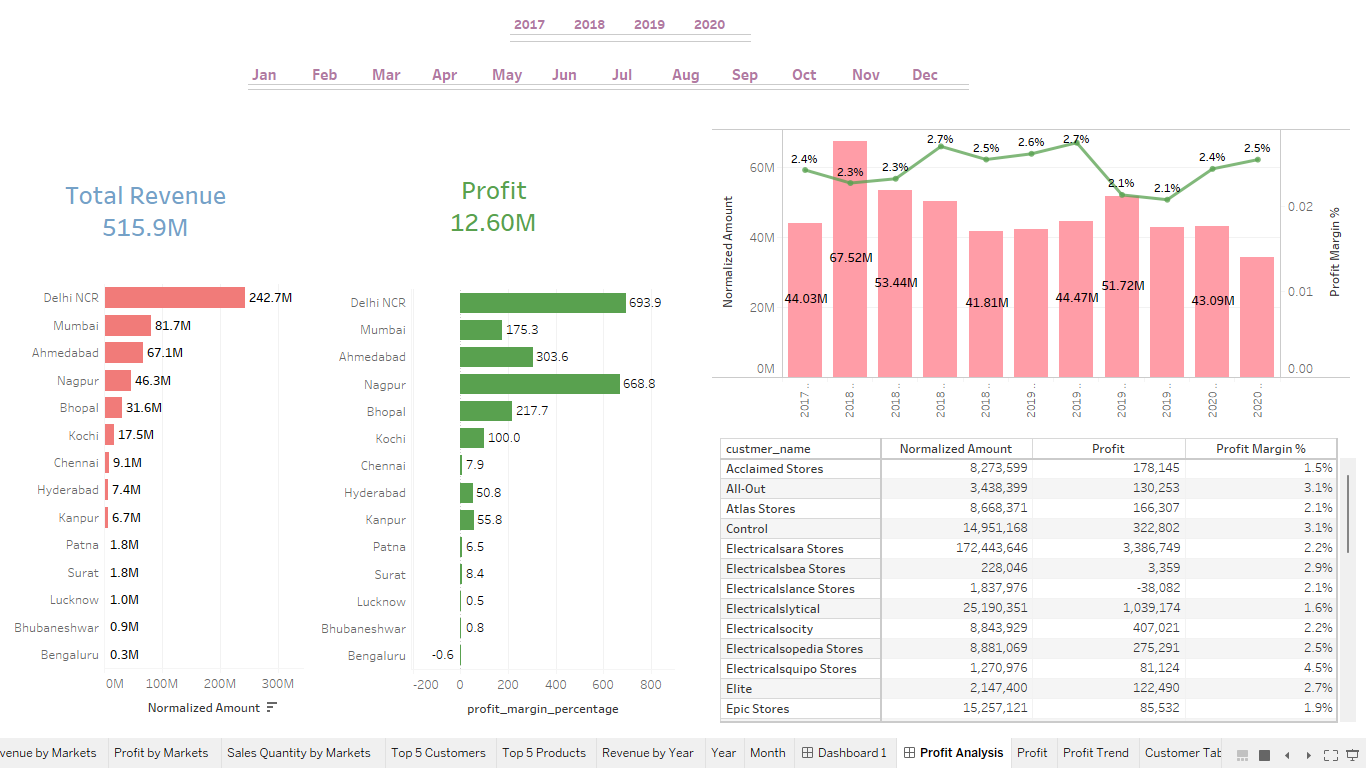 2017 2018 2019 2020
Jan Feb Mar Apr May Jun Jul Aug Sep Oct Nov Dec
Total Revenue
515.9M
Profit
12.60M
Delhi NCR 242.7M
Mumbai 81.7M
Ahmedabad 67.1M
Nagpur 46.3M
Bhopal 31.6M
Kochi 17.5M
Chennai 9.1M
Hyderabad 7.4M
Kanpur 6.7M
Patna 1.8M
Surat 1.8M
Lucknow 1.0M
Bhubaneshwar 0.9M
Bengaluru 0.3M
0M 100M 200M 300M
Normalized Amount
Delhi NCR 693.9
Mumbai 175.3
Ahmedabad 303.6
Nagpur 668.8
Bhopal 217.7
Kochi 100.0
Chennai 7.9
Hyderabad 50.8
Kanpur 55.8
Patna 6.5
Surat 8.4
Lucknow 0.5
Bhubaneshwar 0.8
Bengaluru -0.6
-200 0 200 400 600 800
profit_margin_percentage
Normalized Amount
60M
40M
20M
0M
2.4% 2.3% 2.3% 2.7% 2.5% 2.6% 2.7% 2.1% 2.1% 2.4% 2.5%
44.03M 67.52M 53.44M 41.81M 44.47M 51.72M 43.09M
0.02
0.01
0.00
Profit Margin %
2017 .. 2018 .. 2018 .. 2018 .. 2018 .. 2019 .. 2019 .. 2019 .. 2019 .. 2020 .. 2020 ..
custmer_name Normalized Amount Profit Profit Margin %
Acclaimed Stores 8,273,599 178,145 1.5%
All-Out 3,438,399 130,253 3.1%
Atlas Stores 8,668,371 166,307 2.1%
Control 14,951,168 322,802 3.1%
Electricalsara Stores 172,443,646 3,386,749 2.2%
Electricalsbea Stores 228,046 3,359 2.9%
Electricalslance Stores 1,837,976 -38,082 2.1%
Electricalslytical 25,190,351 1,039,174 1.6%
Electricalsocity 8,843,929 407,021 2.2%
Electricalsopedia Stores 8,881,069 275,291 2.5%
Electricalsquipo Stores 1,270,976 81,124 4.5%
Elite 2,147,400 122,490 2.7%
Epic Stores 15,257,121 85,532 1.9%
venue by Markets Profit by Markets Sales Quantity by Markets Top 5 Customers Top 5 Products Revenue by Year Year Month Dashboard 1 Profit Analysis Profit Profit Trend Customer Tab